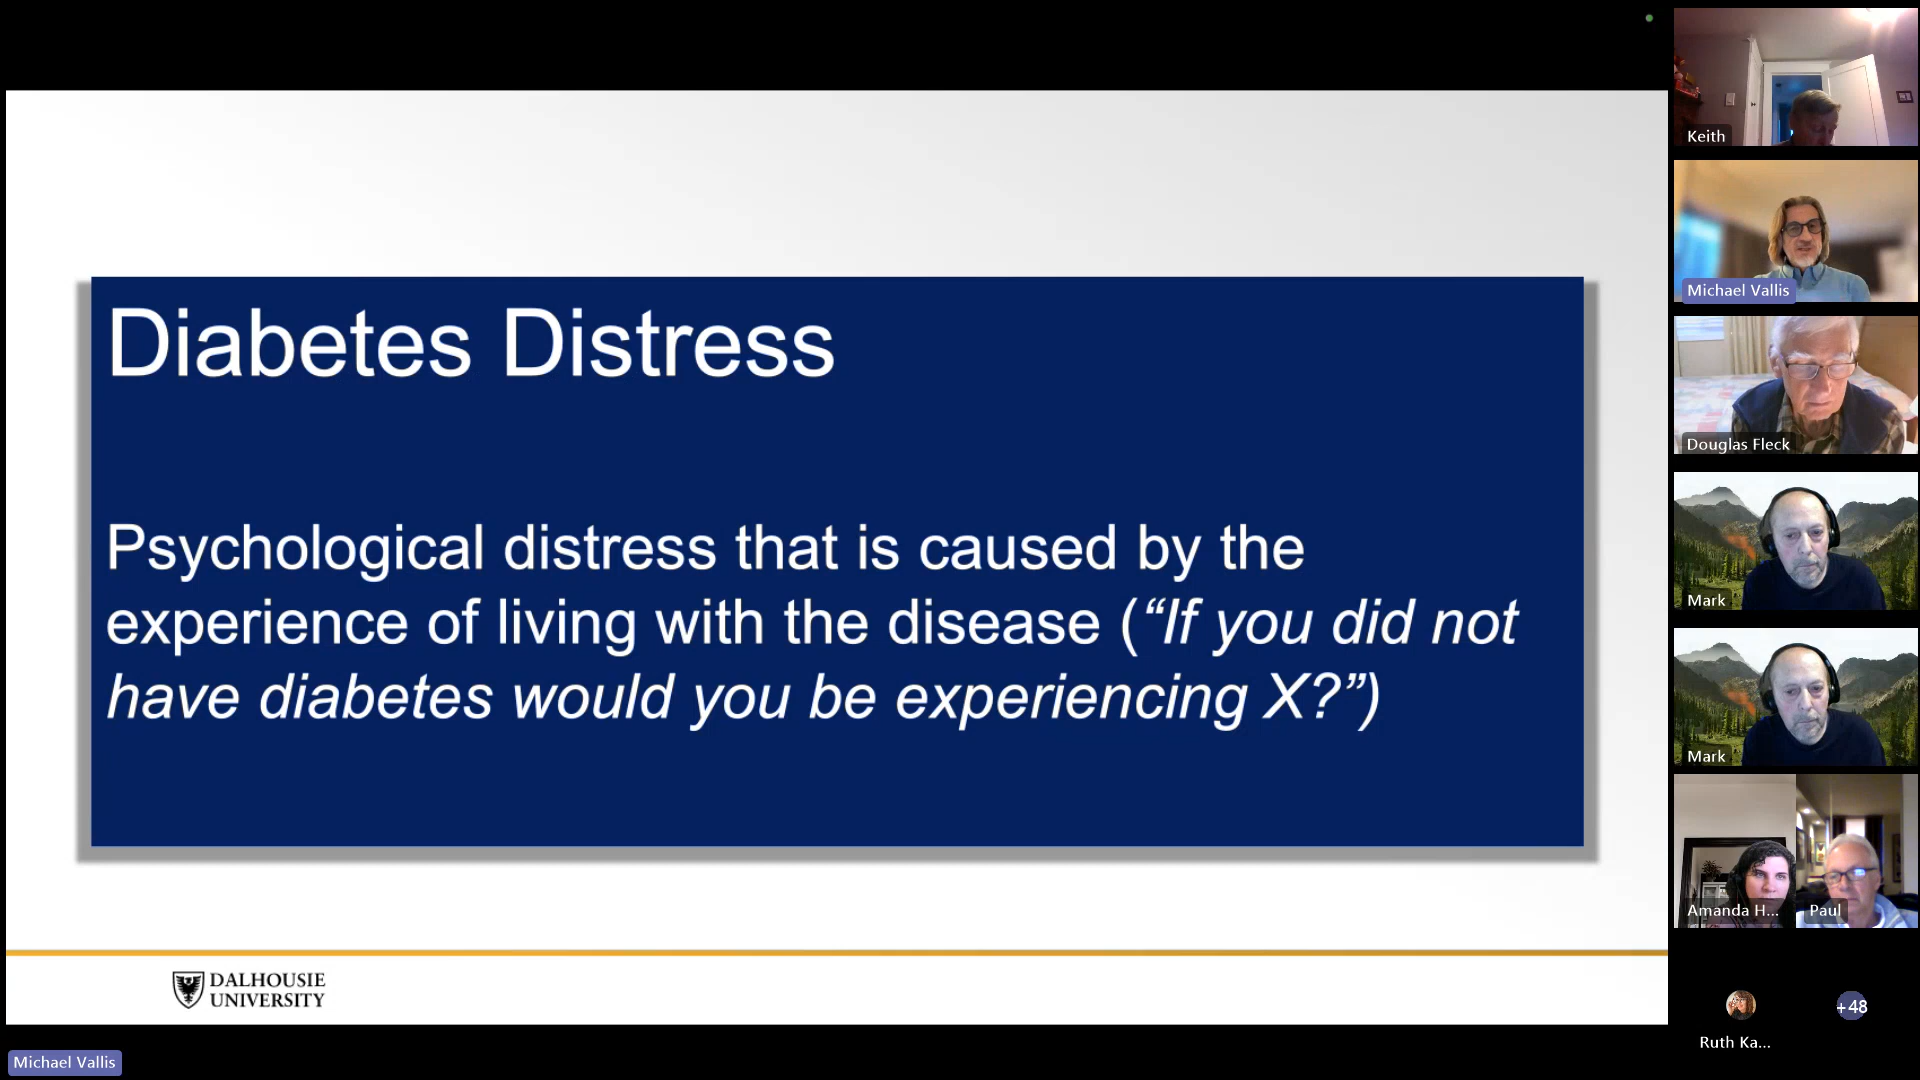 Diabetes Distress
Psychological distress that is caused by the
experience of living with the disease (“If you did not
have diabetes would you be experiencing X?”)
DALHOUSIE
UNIVERSITY
Michael Vallis
Keith
Michael Vallis
Douglas Fleck
Mark
Mark
Amanda H...
Paul
+48
Ruth Ka...